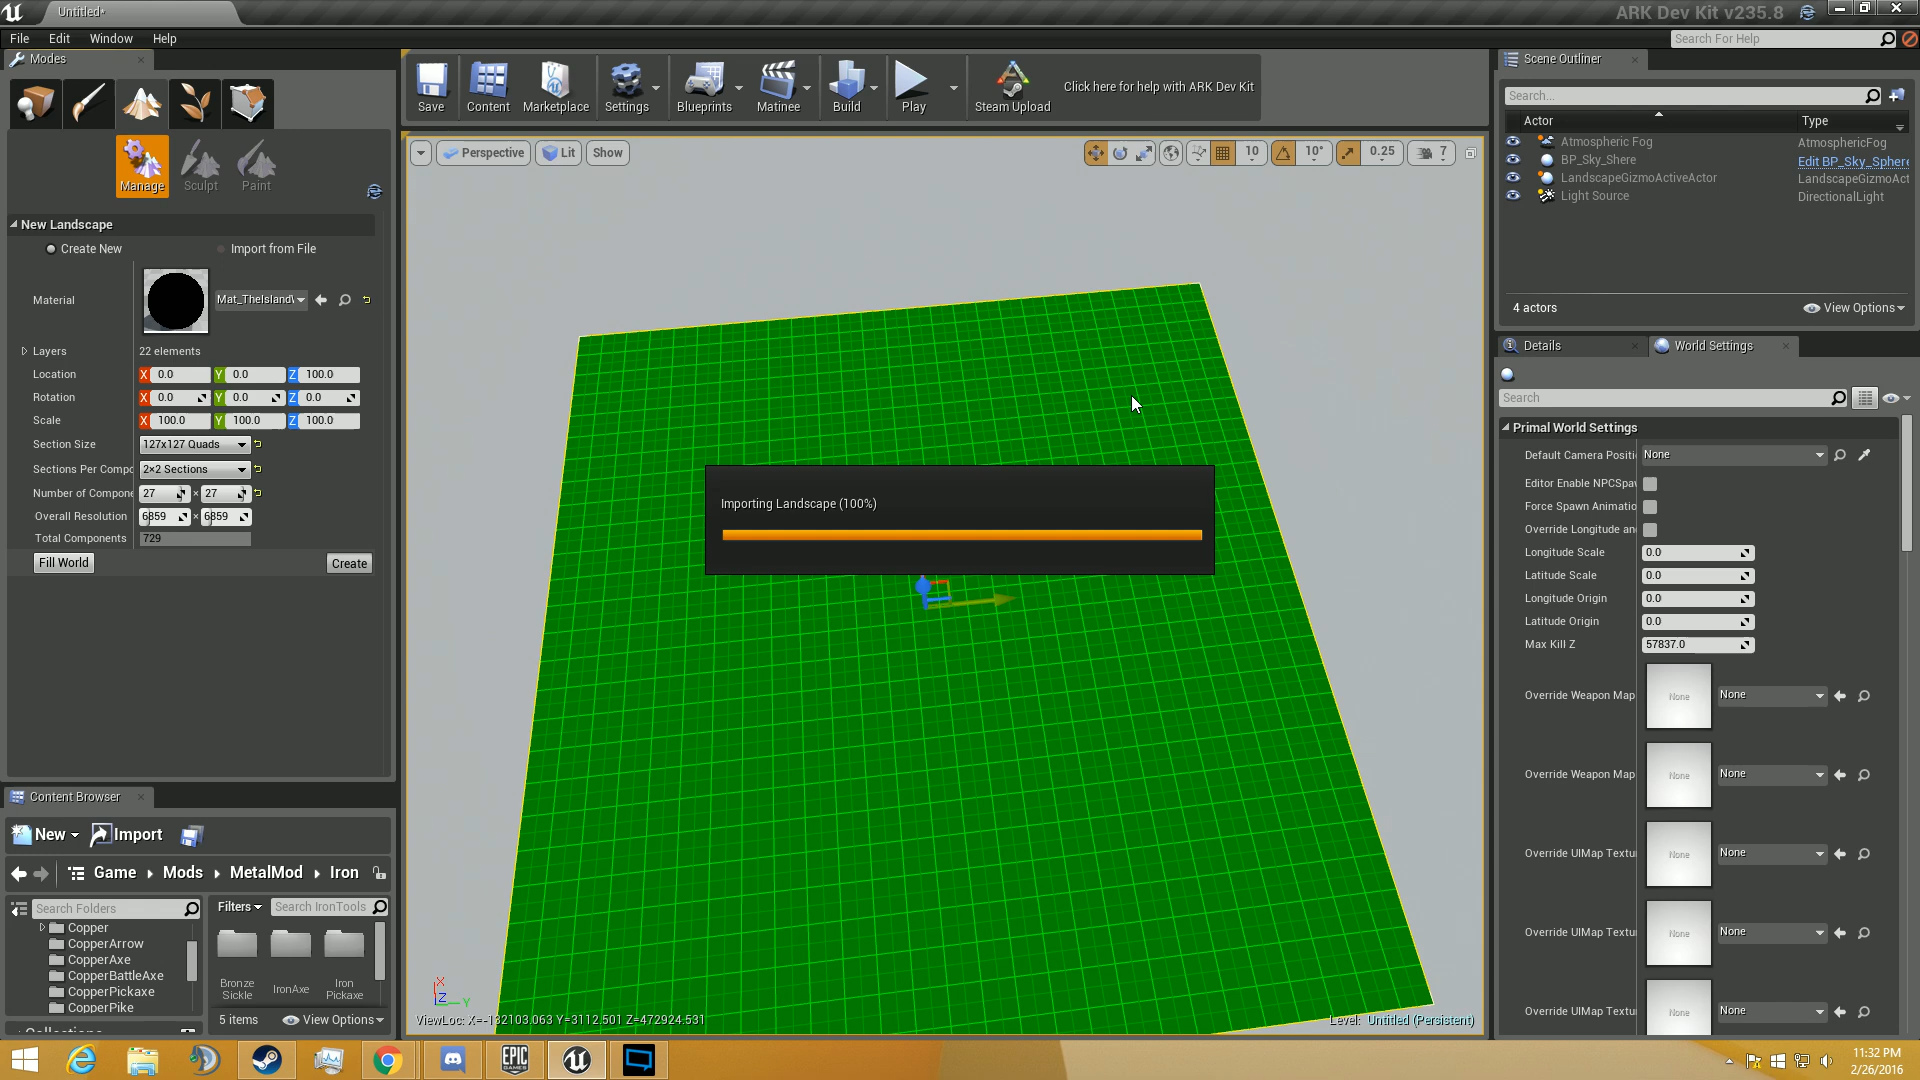 Untitled*
ARK Dev Kit v235.8
File Edit Window Help
Search For Help
Modes
Save
Content
Marketplace
Settings
Blueprints
Matinee
Build
Play
Steam Upload
Click here for help with ARK Dev Kit
Manage
Sculpt
Paint
New Landscape
Create New
Import from File
Material
Mat_TheIsland
Layers
22 elements
Location
X 0.0 Y 0.0 Z 100.0
Rotation
X 0.0 Y 0.0 Z 0.0
Scale
X 100.0 Y 100.0 Z 100.0
Section Size
127x127 Quads
Sections Per Compo
2×2 Sections
Number of Compone
27 × 27
Overall Resolution
6859 × 6859
Total Components
729
Fill World
Create
Perspective
Lit
Show
10
10°
0.25
7
Importing Landscape (100%)
X
Z
Y
ViewLoc: X=-132103.063 Y=3112.501 Z=472924.531
Level: Untitled (Persistent)
Scene Outliner
Search...
Actor
Type
Atmospheric Fog
AtmosphericFog
BP_Sky_Shere
Edit BP_Sky_Sphere
LandscapeGizmoActiveActor
LandscapeGizmoAct
Light Source
DirectionalLight
4 actors
View Options
Details
World Settings
Search
Primal World Settings
Default Camera Positi
None
Editor Enable NPCSpa
Force Spawn Animatio
Override Longitude an
Longitude Scale
0.0
Latitude Scale
0.0
Longitude Origin
0.0
Latitude Origin
0.0
Max Kill Z
57837.0
Override Weapon Map
None
None
Override Weapon Map
None
None
Override UIMap Textu
None
None
Override UIMap Textu
None
None
Override UIMap Textu
None
None
Content Browser
New
Import
Game
Mods
MetalMod
Iron
Search Folders
Copper
CopperArrow
CopperAxe
CopperBattleAxe
CopperPickaxe
CopperPike
Collections
Filters
Search IronTools
Bronze Sickle
IronAxe
Iron Pickaxe
5 items
View Options
EPIC GAMES
11:32 PM
2/26/2016